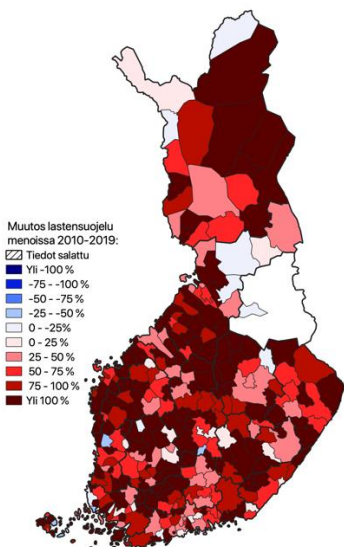 Muutos lastensuojelu
menoissa 2010-2019:
Tiedot salattu
Yli -100 %
-75 - -100 %
-50 - -75 %
-25 - -50 %
0 - -25%
0 - 25 %
25 - 50 %
50 - 75 %
75 - 100 %
Yli 100 %